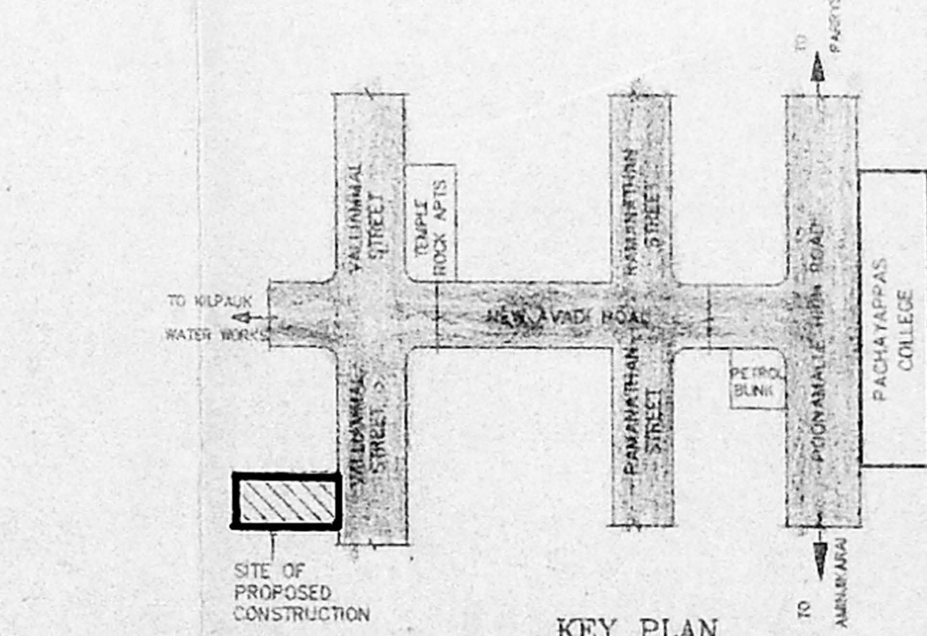 TO
PARRYS
VALLIAMMAL
STREET
TEMPLE
ROCK APTS
RAMANATHAN
STREET
POONAMALLE HIGH ROAD
PACHAYAPPAS
COLLEGE
TO KILPAUK
WATER WORKS
NEW AVADI ROAD
VALLIAMMAL
STREET
RAMANATHAN
STREET
PETROL
BUNK
SITE OF
PROPOSED
CONSTRUCTION
TO
AMINJIKARAI
KEY PLAN